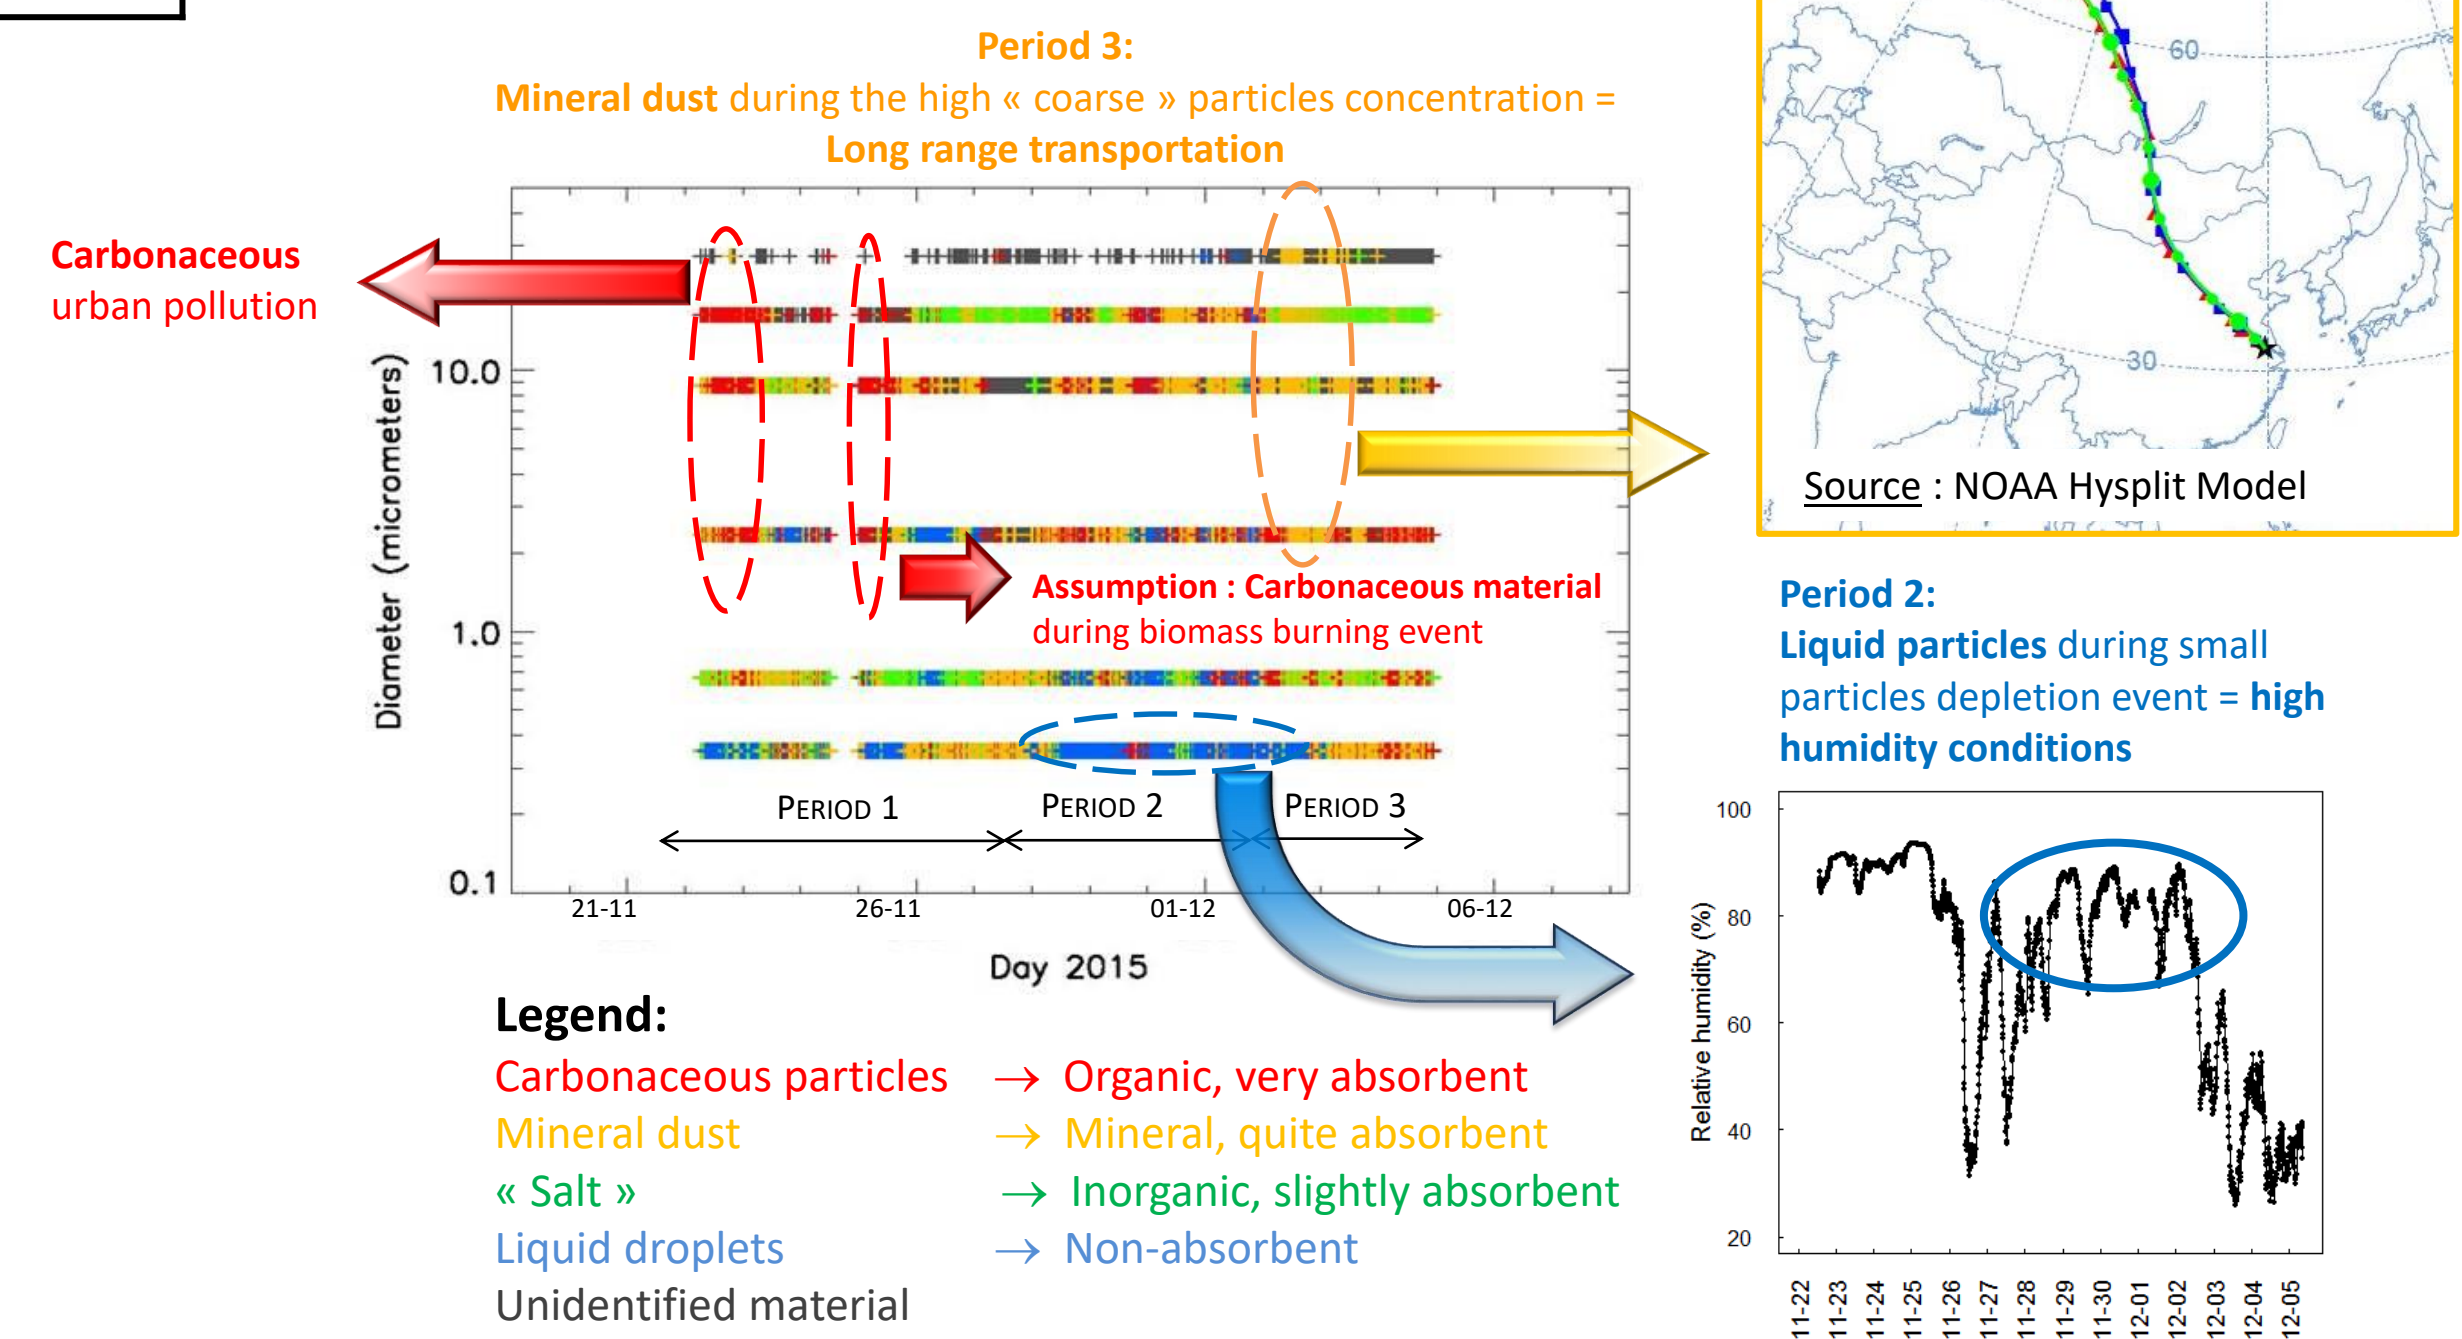 Period 3:
Mineral dust during the high « coarse » particles concentration =
Long range transportation
Carbonaceous
urban pollution
60
30
Source : NOAA Hysplit Model
Diameter (micrometers)
10.0
1.0
0.1
Assumption : Carbonaceous material
during biomass burning event
PERIOD 1
PERIOD 2
PERIOD 3
21-11
26-11
01-12
06-12
Day 2015
Period 2:
Liquid particles during small
particles depletion event = high
humidity conditions
Relative humidity (%)
100
80
60
40
20
11-22
11-23
11-24
11-25
11-26
11-27
11-28
11-29
11-30
12-01
12-02
12-03
12-04
12-05
Legend:
Carbonaceous particles → Organic, very absorbent
Mineral dust → Mineral, quite absorbent
« Salt » → Inorganic, slightly absorbent
Liquid droplets → Non-absorbent
Unidentified material